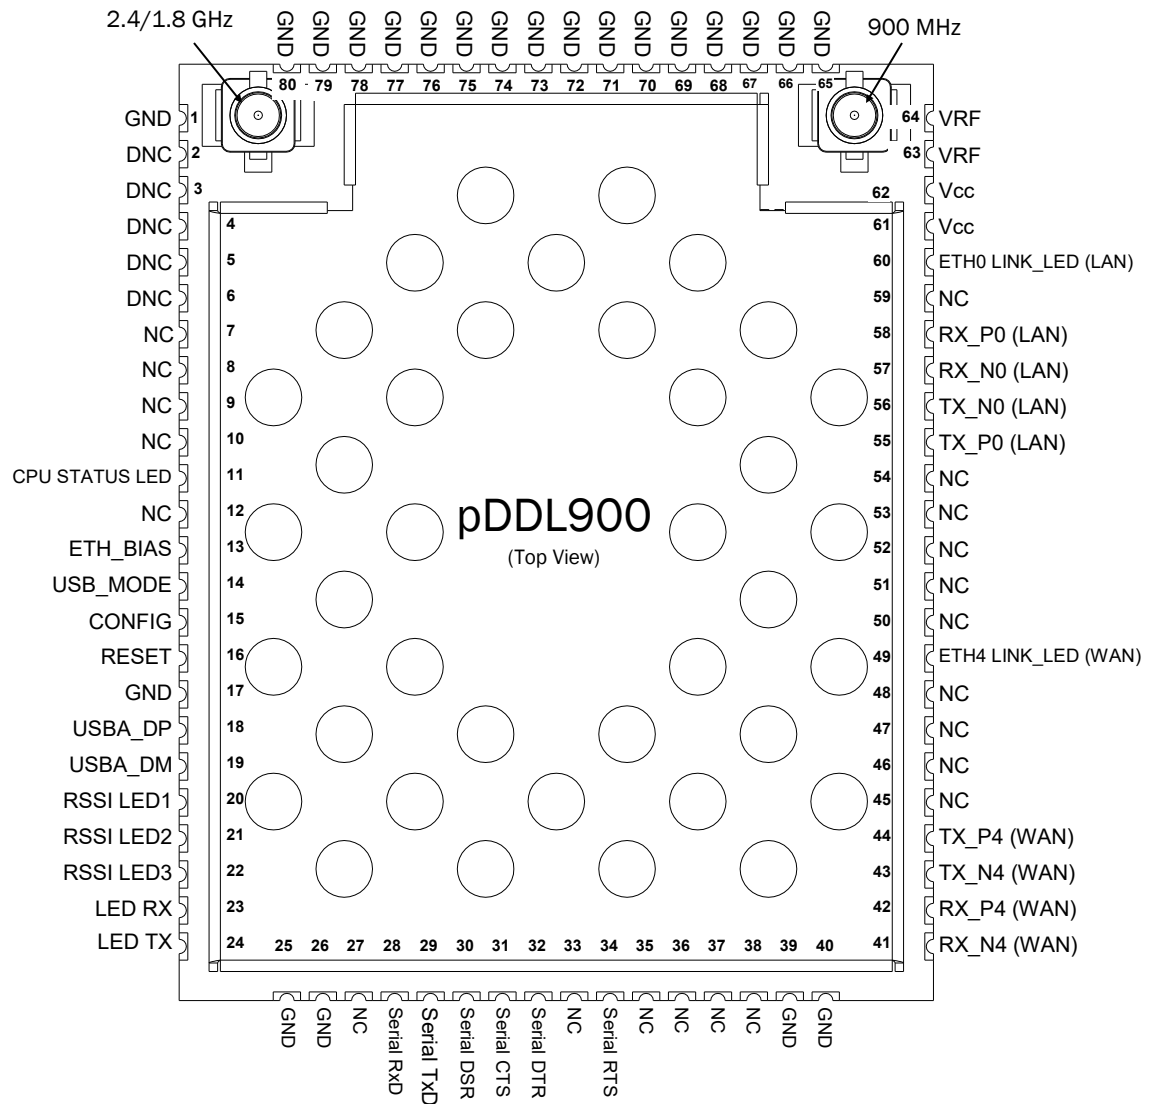 2.4/1.8 GHz
900 MHz
GND GND GND GND GND GND GND GND GND GND GND GND GND GND GND GND
80 79 78 77 76 75 74 73 72 71 70 69 68 67 66 65
GND 1
DNC 2
DNC 3
DNC 4
DNC 5
DNC 6
NC 7
NC 8
NC 9
NC 10
CPU STATUS LED 11
NC 12
ETH_BIAS 13
USB_MODE 14
CONFIG 15
RESET 16
GND 17
USBA_DP 18
USBA_DM 19
RSSI LED1 20
RSSI LED2 21
RSSI LED3 22
LED RX 23
LED TX 24
pDDL900
(Top View)
64 VRF
63 VRF
62 Vcc
61 Vcc
60 ETH0 LINK_LED (LAN)
59 NC
58 RX_P0 (LAN)
57 RX_N0 (LAN)
56 TX_N0 (LAN)
55 TX_P0 (LAN)
54 NC
53 NC
52 NC
51 NC
50 NC
49 ETH4 LINK_LED (WAN)
48 NC
47 NC
46 NC
45 NC
44 TX_P4 (WAN)
43 TX_N4 (WAN)
42 RX_P4 (WAN)
41 RX_N4 (WAN)
25 26 27 28 29 30 31 32 33 34 35 36 37 38 39 40
GND
GND
NC
Serial RxD
Serial TxD
Serial DSR
Serial CTS
Serial DTR
NC
Serial RTS
NC
NC
NC
NC
GND
GND